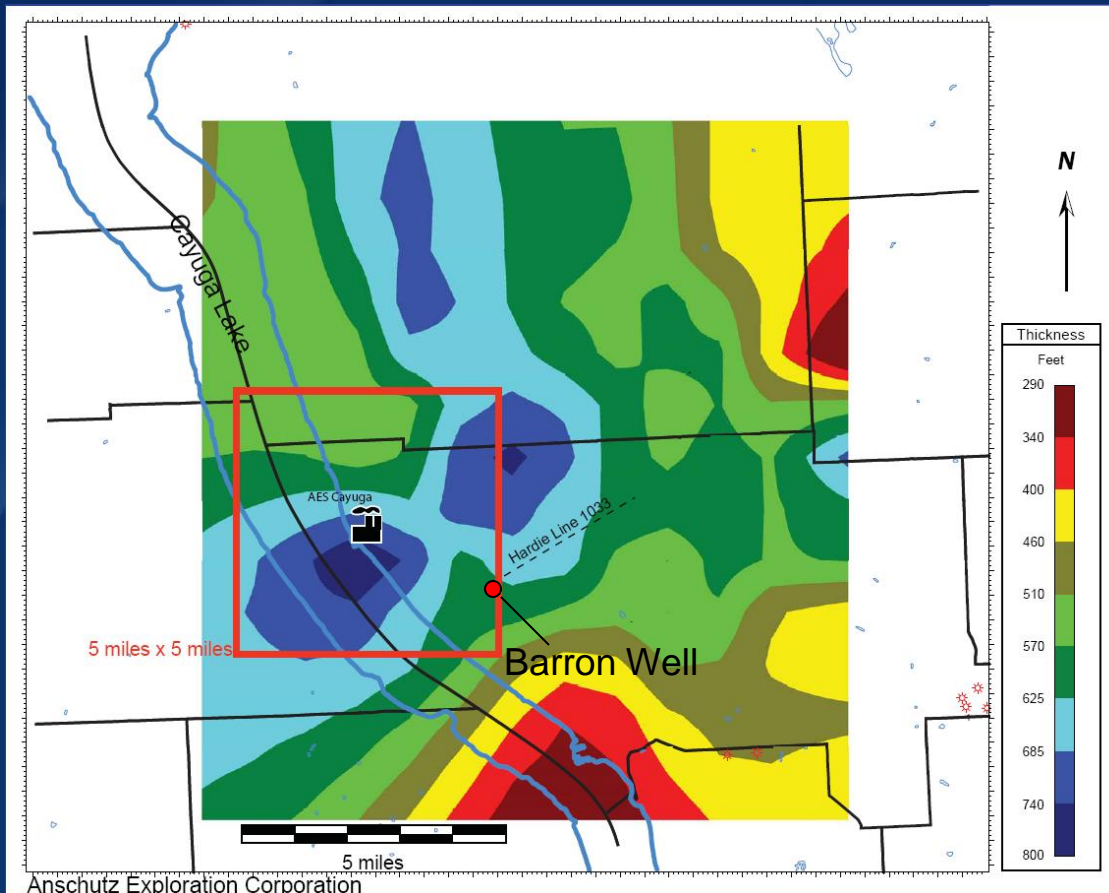 N
Cayuga Lake
Thickness
Feet
290
340
400
460
510
570
625
685
740
800
AES Cayuga
Hardie Line 1033
5 miles x 5 miles
Barron Well
5 miles
Anschutz Exploration Corporation